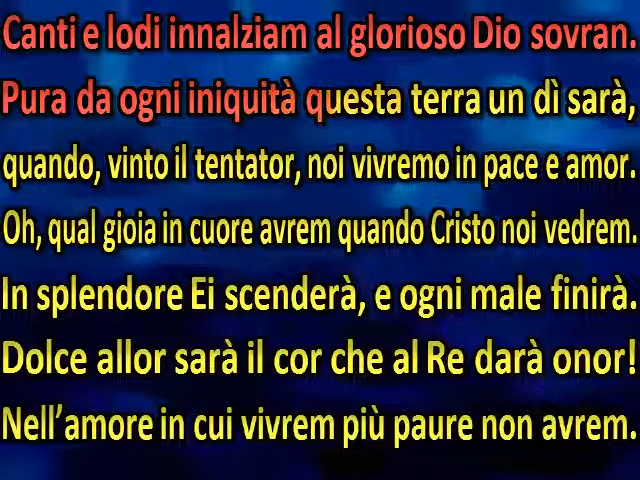 Canti e lodi innalziam al glorioso Dio sovran.
Pura da ogni iniquità questa terra un dì sarà,
quando, vinto il tentator, noi vivremo in pace e amor.
Oh, qual gioia in cuore avrem quando Cristo noi vedrem.
In splendore Ei scenderà, e ogni male finirà.
Dolce allor sarà il cor che al Re darà onor!
Nell’amore in cui vivrem più paure non avrem.